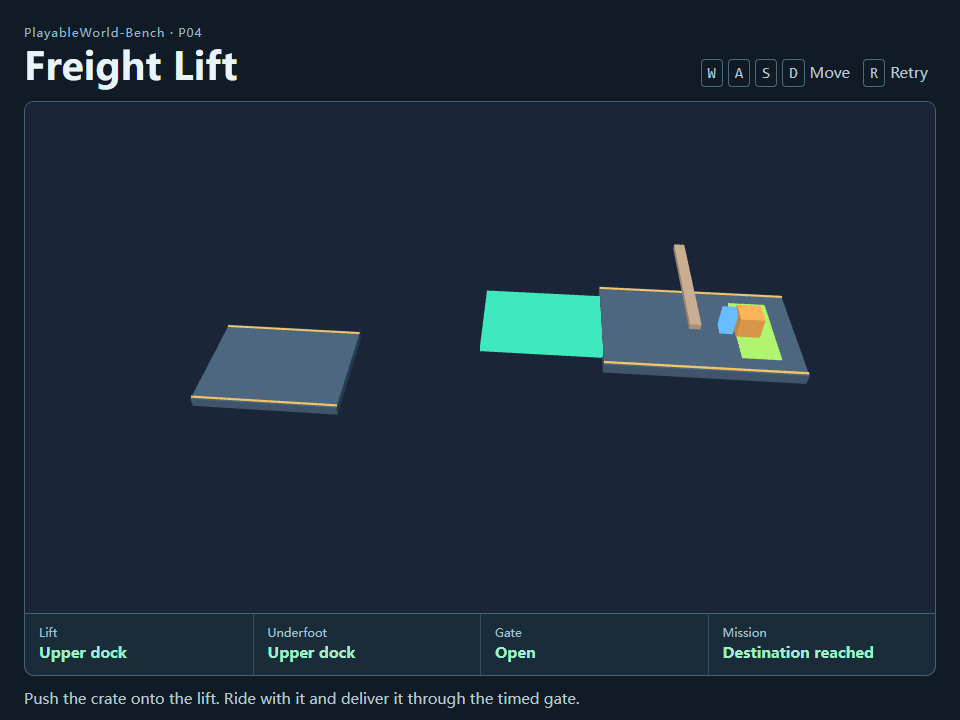 PlayableWorld-Bench · P04
Freight Lift
W A S D Move R Retry
Lift
Upper dock
Underfoot
Upper dock
Gate
Open
Mission
Destination reached
Push the crate onto the lift. Ride with it and deliver it through the timed gate.